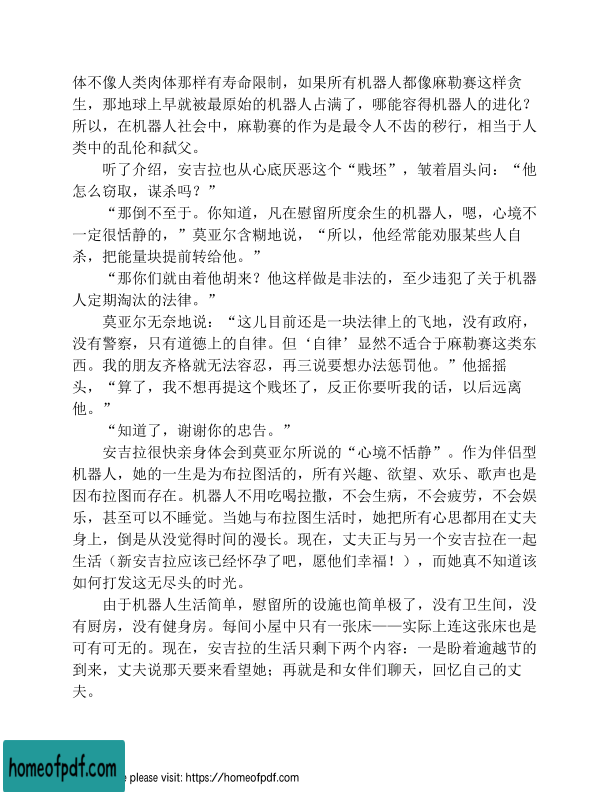 体不像人类肉体那样有寿命限制，如果所有机器人都像麻勒赛这样贪
生，那地球上早就被最原始的机器人占满了，哪能容得机器人的进化？
所以，在机器人社会中，麻勒赛的作为是最令人不齿的秽行，相当于人
类中的乱伦和弑父。
听了介绍，安吉拉也从心底厌恶这个“贱坯”，皱着眉头问：“他
怎么窃取，谋杀吗？”
“那倒不至于。你知道，凡在慰留所度余生的机器人，嗯，心境不
一定很恬静的，”莫亚尔含糊地说，“所以，他经常能劝服某些人自
杀，把能量块提前转给他。”
“那你们就由着他胡来？他这样做是非法的，至少违犯了关于机器
人定期淘汰的法律。”
莫亚尔无奈地说：“这儿目前还是一块法律上的飞地，没有政府，
没有警察，只有道德上的自律。但‘自律’显然不适合于麻勒赛这类东
西。我的朋友齐格就无法容忍，再三说要想办法惩罚他。”他摇摇
头，“算了，我不想再提这个贱坯了，反正你要听我的话，以后远离
他。”
“知道了，谢谢你的忠告。”
安吉拉很快亲身体会到莫亚尔所说的“心境不恬静”。作为伴侣型
机器人，她的一生是为布拉图活的，所有兴趣、欲望、欢乐、歌声也是
因布拉图而存在。机器人不用吃喝拉撒，不会生病，不会疲劳，不会娱
乐，甚至可以不睡觉。当她与布拉图生活时，她把所有心思都用在丈夫
身上，倒是从没觉得时间的漫长。现在，丈夫正与另一个安吉拉在一起
生活（新安吉拉应该已经怀孕了吧，愿他们幸福！），而她真不知道该
如何打发这无尽头的时光。
由于机器人生活简单，慰留所的设施也简单极了，没有卫生间，没
有厨房，没有健身房。每间小屋中只有一张床——实际上连这张床也是
可有可无的。现在，安吉拉的生活只剩下两个内容：一是盼着逾越节的
到来，丈夫说那天要来看望她；再就是和女伴们聊天，回忆自己的丈
夫。
homeofpdf.com
e please visit: https://homeofpdf.com